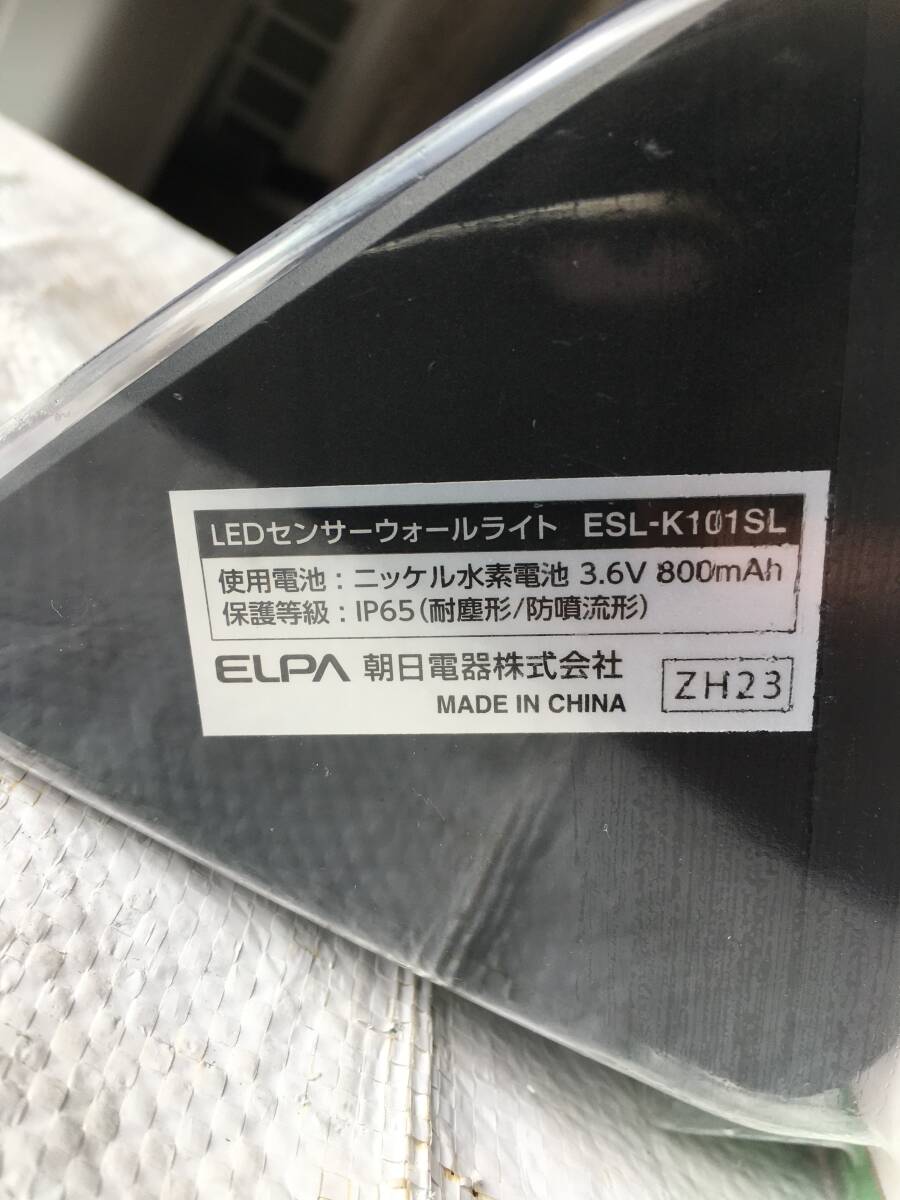 LEDセンサーウォールライト ESL-K101SL
使用電池：ニッケル水素電池 3.6V 800mAh
保護等級：IP65（耐塵形/防噴流形）
ELPA 朝日電器株式会社
MADE IN CHINA ZH23